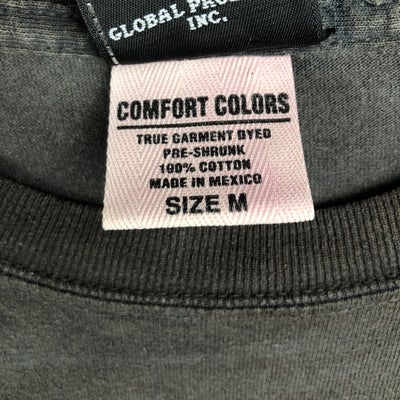 GLOBAL
INC.
COMFORT COLORS
TRUE GARMENT DYED
PRE-SHRUNK
100% COTTON
MADE IN MEXICO
SIZE M